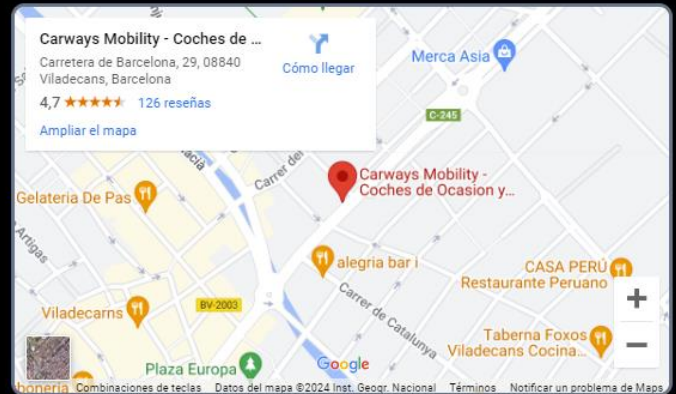 Carways Mobility - Coches de ...
Carretera de Barcelona, 29, 08840
Viladecans, Barcelona
4,7
126 reseñas
Ampliar el mapa
Cómo llegar
Merca Asia
C-245
Carrer del
Carways Mobility -
Coches de Ocasion y...
Gelateria De Pas
Artigas
alegria bar i
CASA PERÚ
Restaurante Peruano
BV-2003
Viladecarns
Carrer de Catalunya
Taberna Foxos
Viladecans Cocina...
Plaza Europa
Google
Combinaciones de teclas
Datos del mapa ©2024 Inst. Geogr. Nacional
Términos
Notificar un problema de Maps